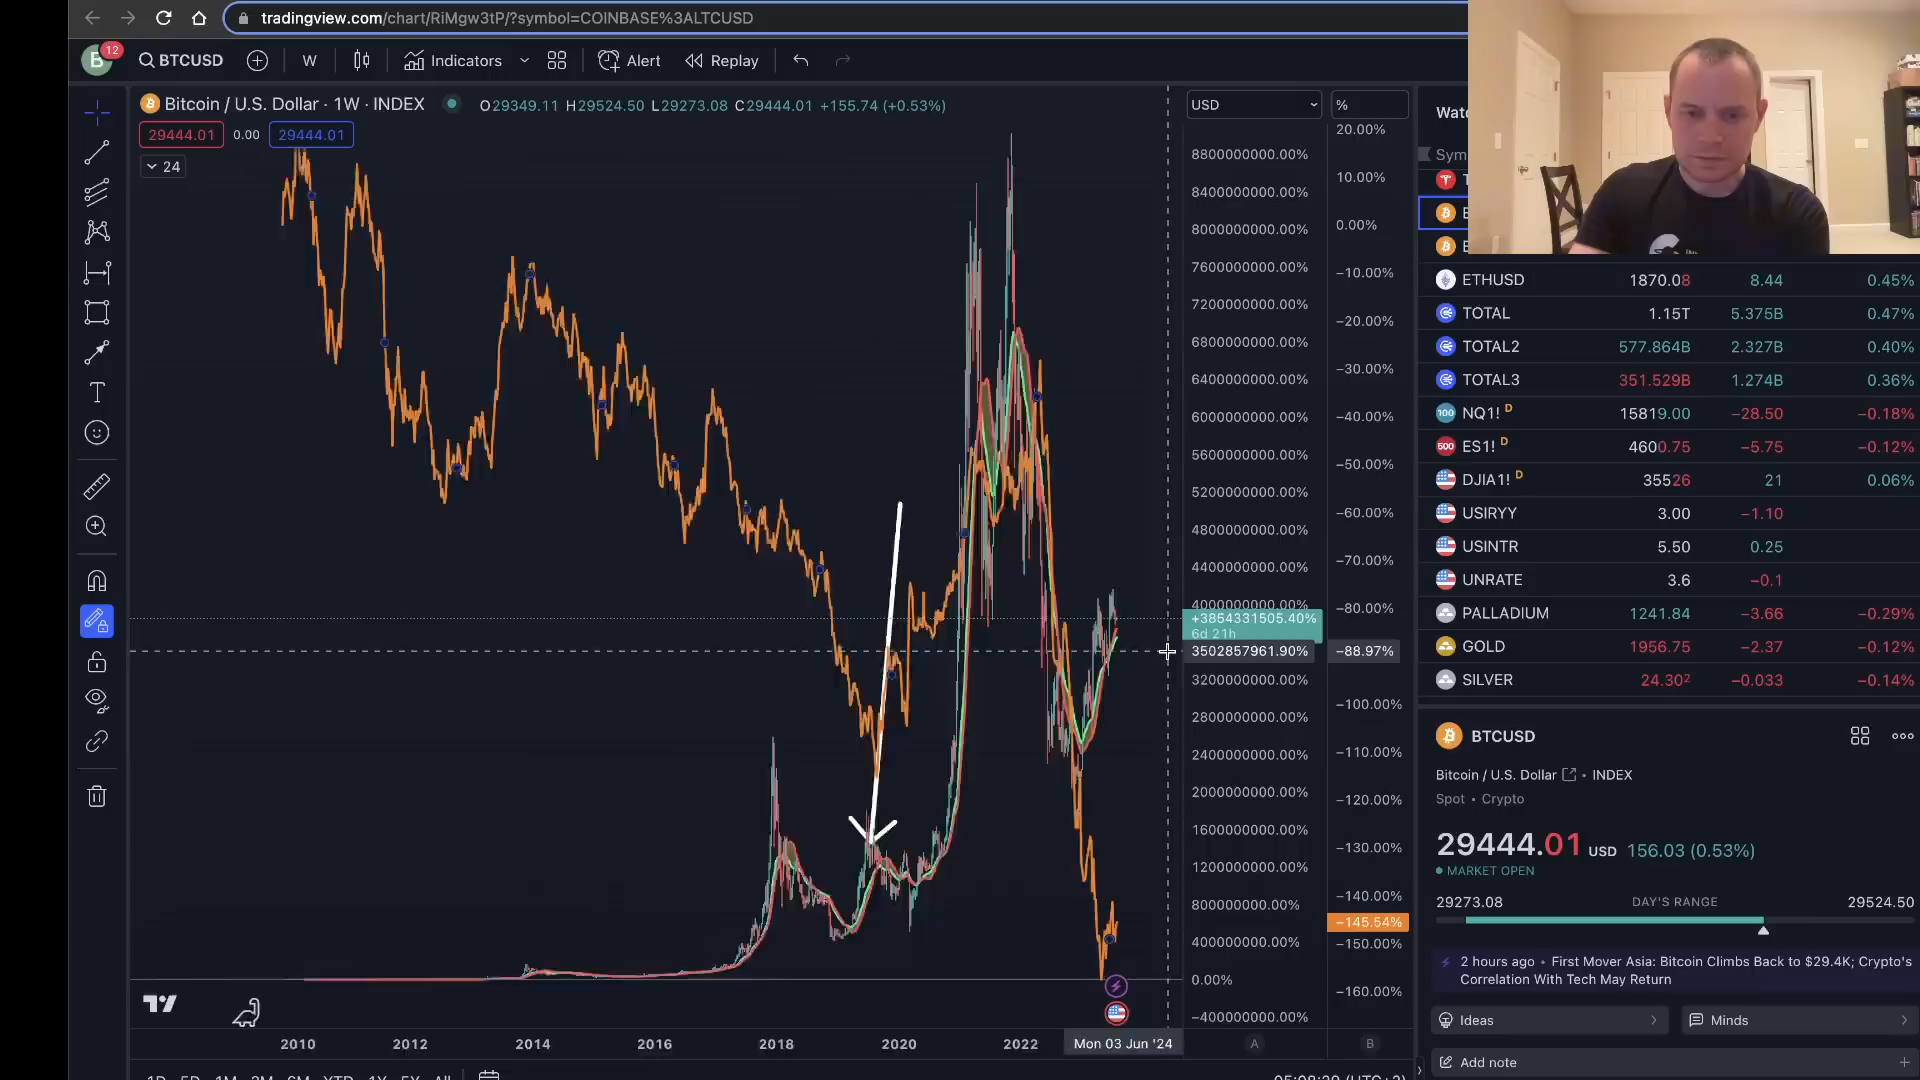 tradingview.com/chart/RiMgw3tP/?symbol=COINBASE%3ALTCUSD
B 12 BTCUSD W Indicators Alert Replay
Bitcoin / U.S. Dollar · 1W · INDEX O29349.11 H29524.50 L29273.08 C29444.01 +155.74 (+0.53%)
29444.01 0.00 29444.01
24
USD %
20.00%
8800000000.00%
10.00%
8400000000.00%
8000000000.00% 0.00%
7600000000.00% −10.00%
7200000000.00%
−20.00%
6800000000.00%
−30.00%
6400000000.00%
6000000000.00% −40.00%
5600000000.00% −50.00%
5200000000.00%
−60.00%
4800000000.00%
4400000000.00% −70.00%
4000000000.00% −80.00%
+3864331505.40%
6d 21h
3502857961.90% −88.97%
3200000000.00%
−100.00%
2800000000.00%
2400000000.00% −110.00%
2000000000.00% −120.00%
1600000000.00%
−130.00%
1200000000.00%
800000000.00% −140.00%
−145.54%
400000000.00% −150.00%
0.00% −160.00%
−400000000.00%
2010 2012 2014 2016 2018 2020 2022 Mon 03 Jun '24 A B
Watc
Sym
T
B
E
ETHUSD 1870.08 8.44 0.45%
TOTAL 1.15T 5.375B 0.47%
TOTAL2 577.864B 2.327B 0.40%
TOTAL3 351.529B 1.274B 0.36%
100 NQ1! D 15819.00 −28.50 −0.18%
500 ES1! D 4600.75 −5.75 −0.12%
DJIA1! D 35526 21 0.06%
USIRYY 3.00 −1.10
USINTR 5.50 0.25
UNRATE 3.6 −0.1
PALLADIUM 1241.84 −3.66 −0.29%
GOLD 1956.75 −2.37 −0.12%
SILVER 24.302 −0.033 −0.14%
BTCUSD
Bitcoin / U.S. Dollar • INDEX
Spot • Crypto
29444.01 USD 156.03 (0.53%)
MARKET OPEN
29273.08 DAY'S RANGE 29524.50
2 hours ago • First Mover Asia: Bitcoin Climbs Back to $29.4K; Crypto's
Correlation With Tech May Return
Ideas Minds
Add note